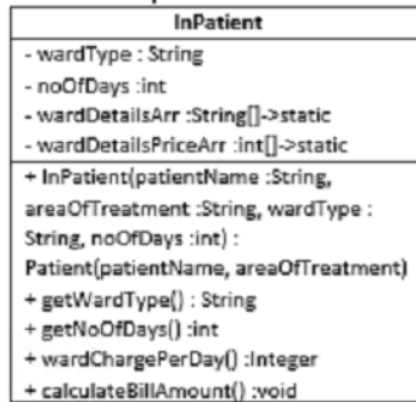 InPatient
- wardType : String
- noOfDays :int
- wardDetailsArr :String[]->static
- wardDetailsPriceArr :int[]->static
+ InPatient(patientName :String,
areaOfTreatment :String, wardType :
String, noOfDays :int) :
Patient(patientName, areaOfTreatment)
+ getWardType() : String
+ getNoOfDays() :int
+ wardChargePerDay() :Integer
+ calculateBillAmount() :void